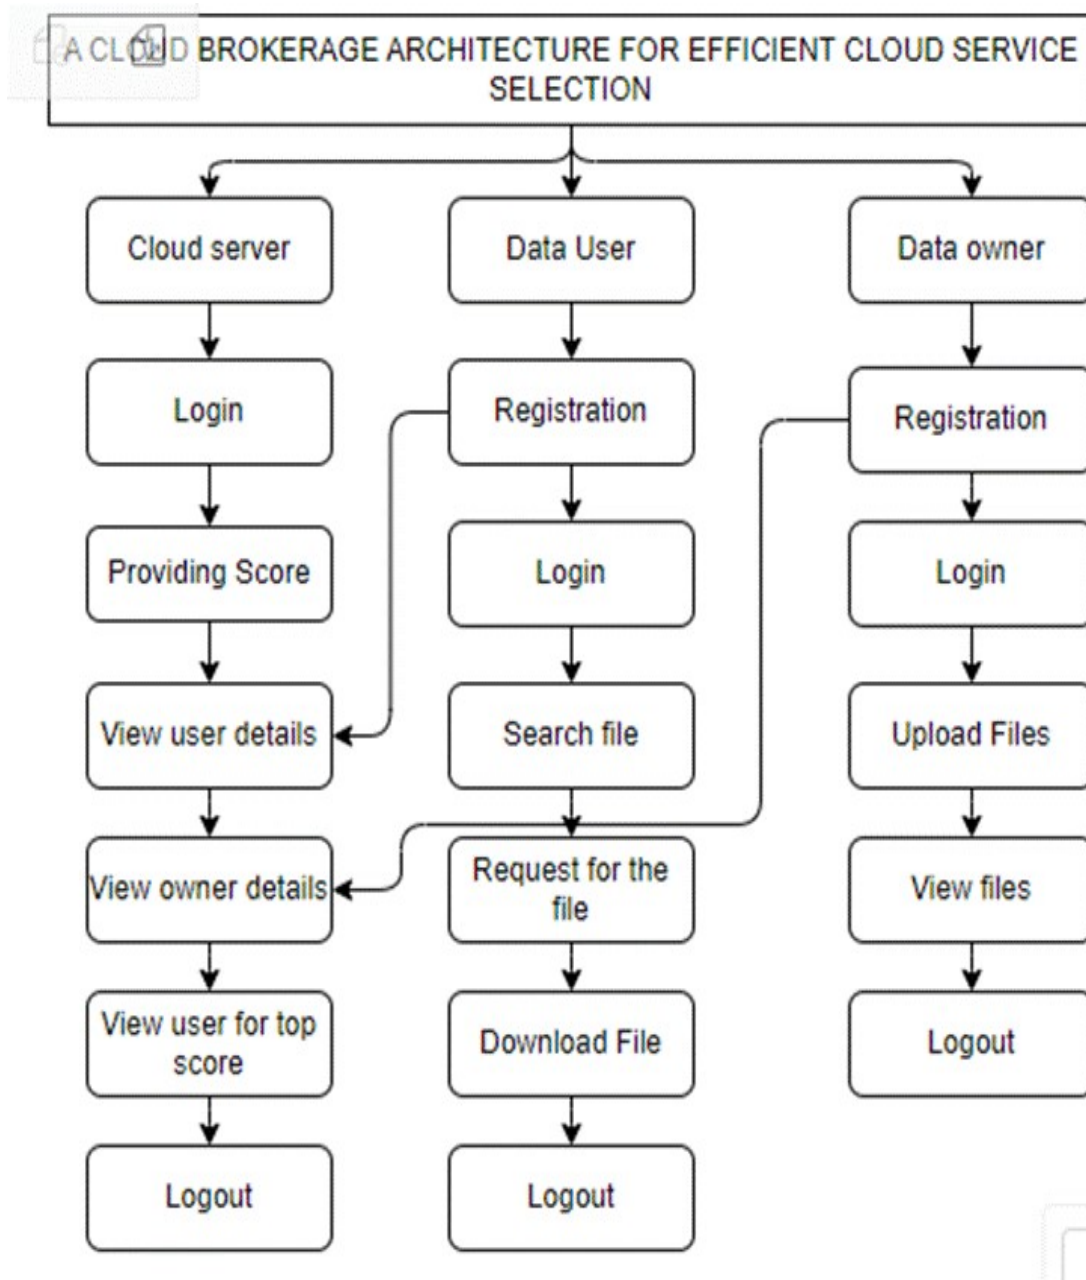 A CLOUD BROKERAGE ARCHITECTURE FOR EFFICIENT CLOUD SERVICE
SELECTION
Cloud server
Data User
Data owner
Login
Registration
Registration
Providing Score
Login
Login
View user details
Search file
Upload Files
View owner details
Request for the
file
View files
View user for top
score
Download File
Logout
Logout
Logout